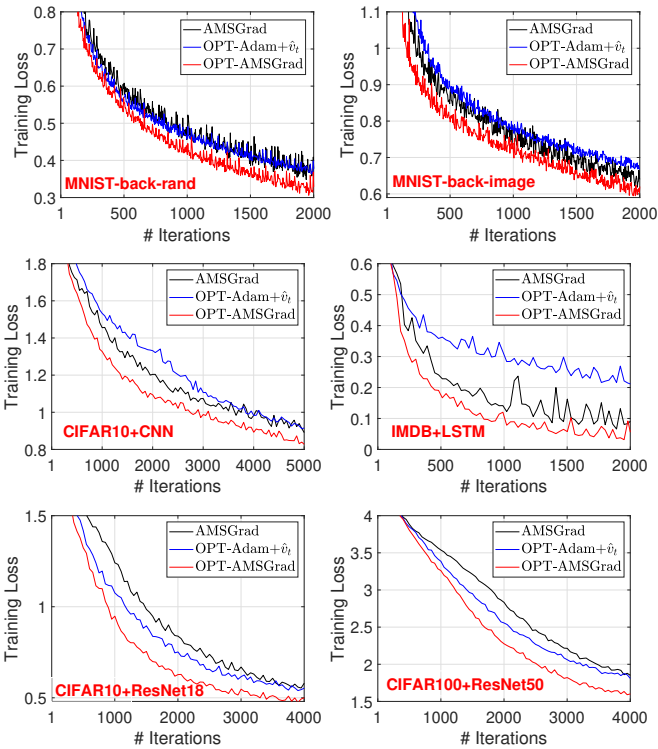 0.8
0.7
0.6
0.5
0.4
0.3
Training Loss
AMSGrad
OPT-Adam+v̂ₜ
OPT-AMSGrad
MNIST-back-rand
1 500 1000 1500 2000
# Iterations
1.1
1
0.9
0.8
0.7
0.6
Training Loss
AMSGrad
OPT-Adam+v̂ₜ
OPT-AMSGrad
MNIST-back-image
1 500 1000 1500 2000
# Iterations
1.8
1.6
1.4
1.2
1
0.8
Training Loss
AMSGrad
OPT-Adam+v̂ₜ
OPT-AMSGrad
CIFAR10+CNN
1 1000 2000 3000 4000 5000
# Iterations
0.6
0.5
0.4
0.3
0.2
0.1
0
Training Loss
AMSGrad
OPT-Adam+v̂ₜ
OPT-AMSGrad
IMDB+LSTM
1 500 1000 1500 2000
# Iterations
1.5
1
0.5
Training Loss
AMSGrad
OPT-Adam+v̂ₜ
OPT-AMSGrad
CIFAR10+ResNet18
1 1000 2000 3000 4000
# Iterations
4
3.5
3
2.5
2
1.5
Training Loss
AMSGrad
OPT-Adam+v̂ₜ
OPT-AMSGrad
CIFAR100+ResNet50
1 1000 2000 3000 4000
# Iterations